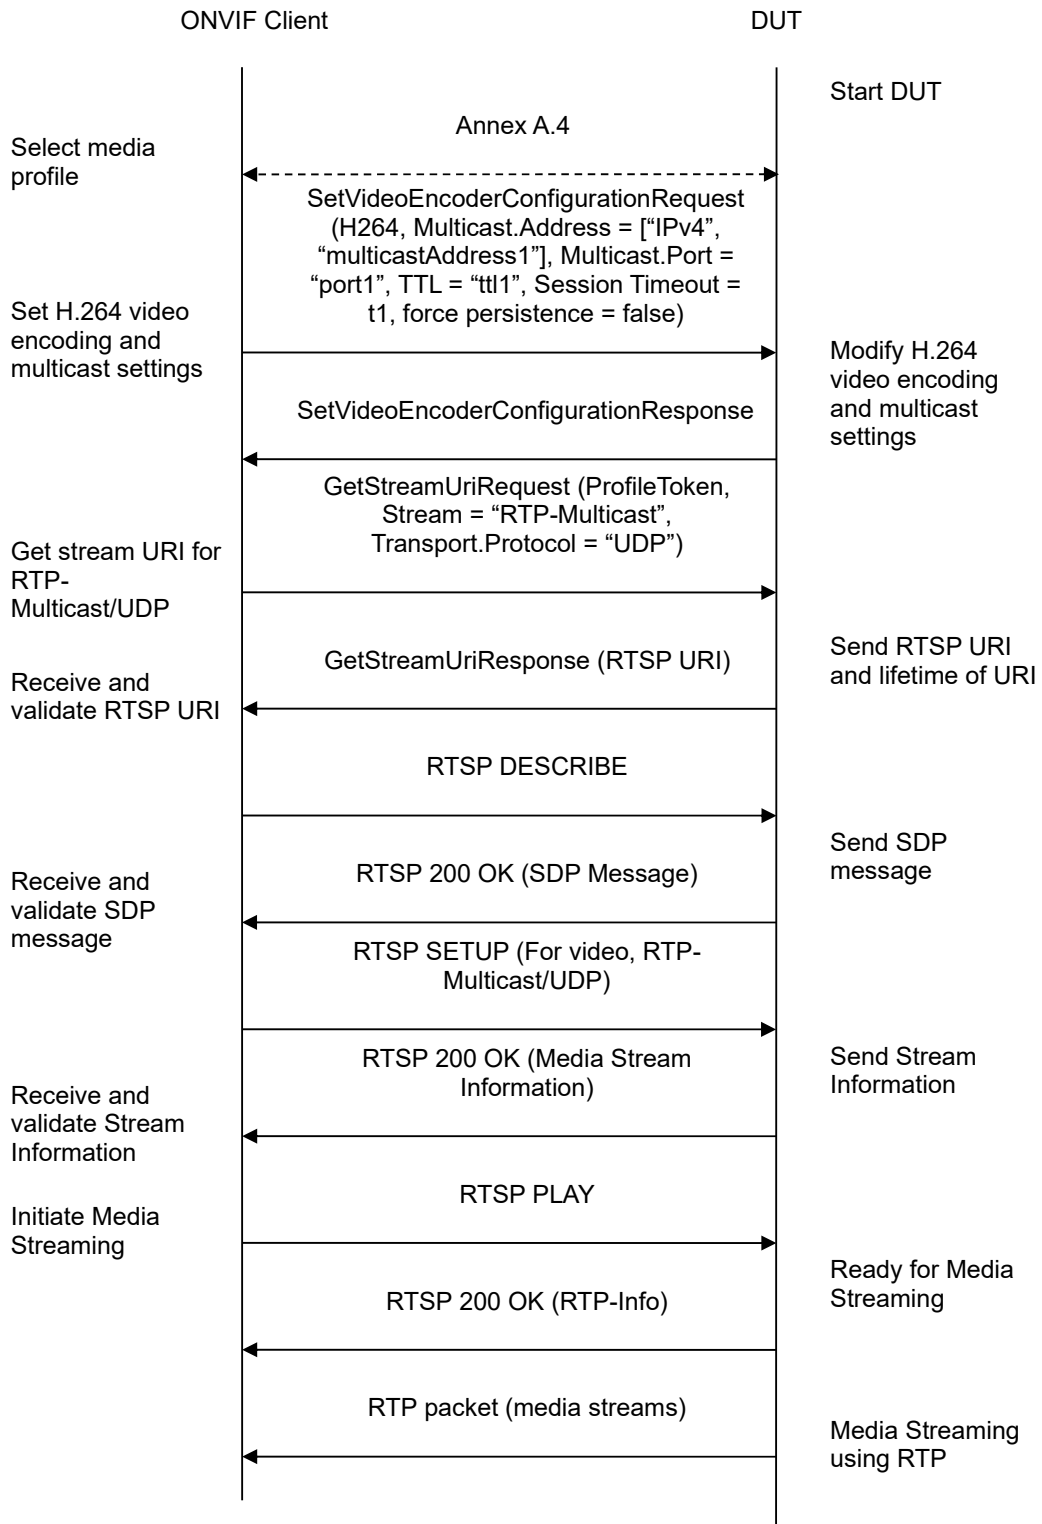 ONVIF Client
DUT
Start DUT
Annex A.4
Select media
profile
SetVideoEncoderConfigurationRequest
(H264, Multicast.Address = [“IPv4”,
“multicastAddress1”], Multicast.Port =
“port1”, TTL = “ttl1”, Session Timeout =
t1, force persistence = false)
Set H.264 video
encoding and
multicast settings
Modify H.264
video encoding
and multicast
settings
SetVideoEncoderConfigurationResponse
GetStreamUriRequest (ProfileToken,
Stream = “RTP-Multicast”,
Transport.Protocol = “UDP”)
Get stream URI for
RTP-
Multicast/UDP
Send RTSP URI
and lifetime of URI
GetStreamUriResponse (RTSP URI)
Receive and
validate RTSP URI
RTSP DESCRIBE
Send SDP
message
RTSP 200 OK (SDP Message)
Receive and
validate SDP
message
RTSP SETUP (For video, RTP-
Multicast/UDP)
Send Stream
Information
RTSP 200 OK (Media Stream
Information)
Receive and
validate Stream
Information
RTSP PLAY
Initiate Media
Streaming
Ready for Media
Streaming
RTSP 200 OK (RTP-Info)
RTP packet (media streams)
Media Streaming
using RTP